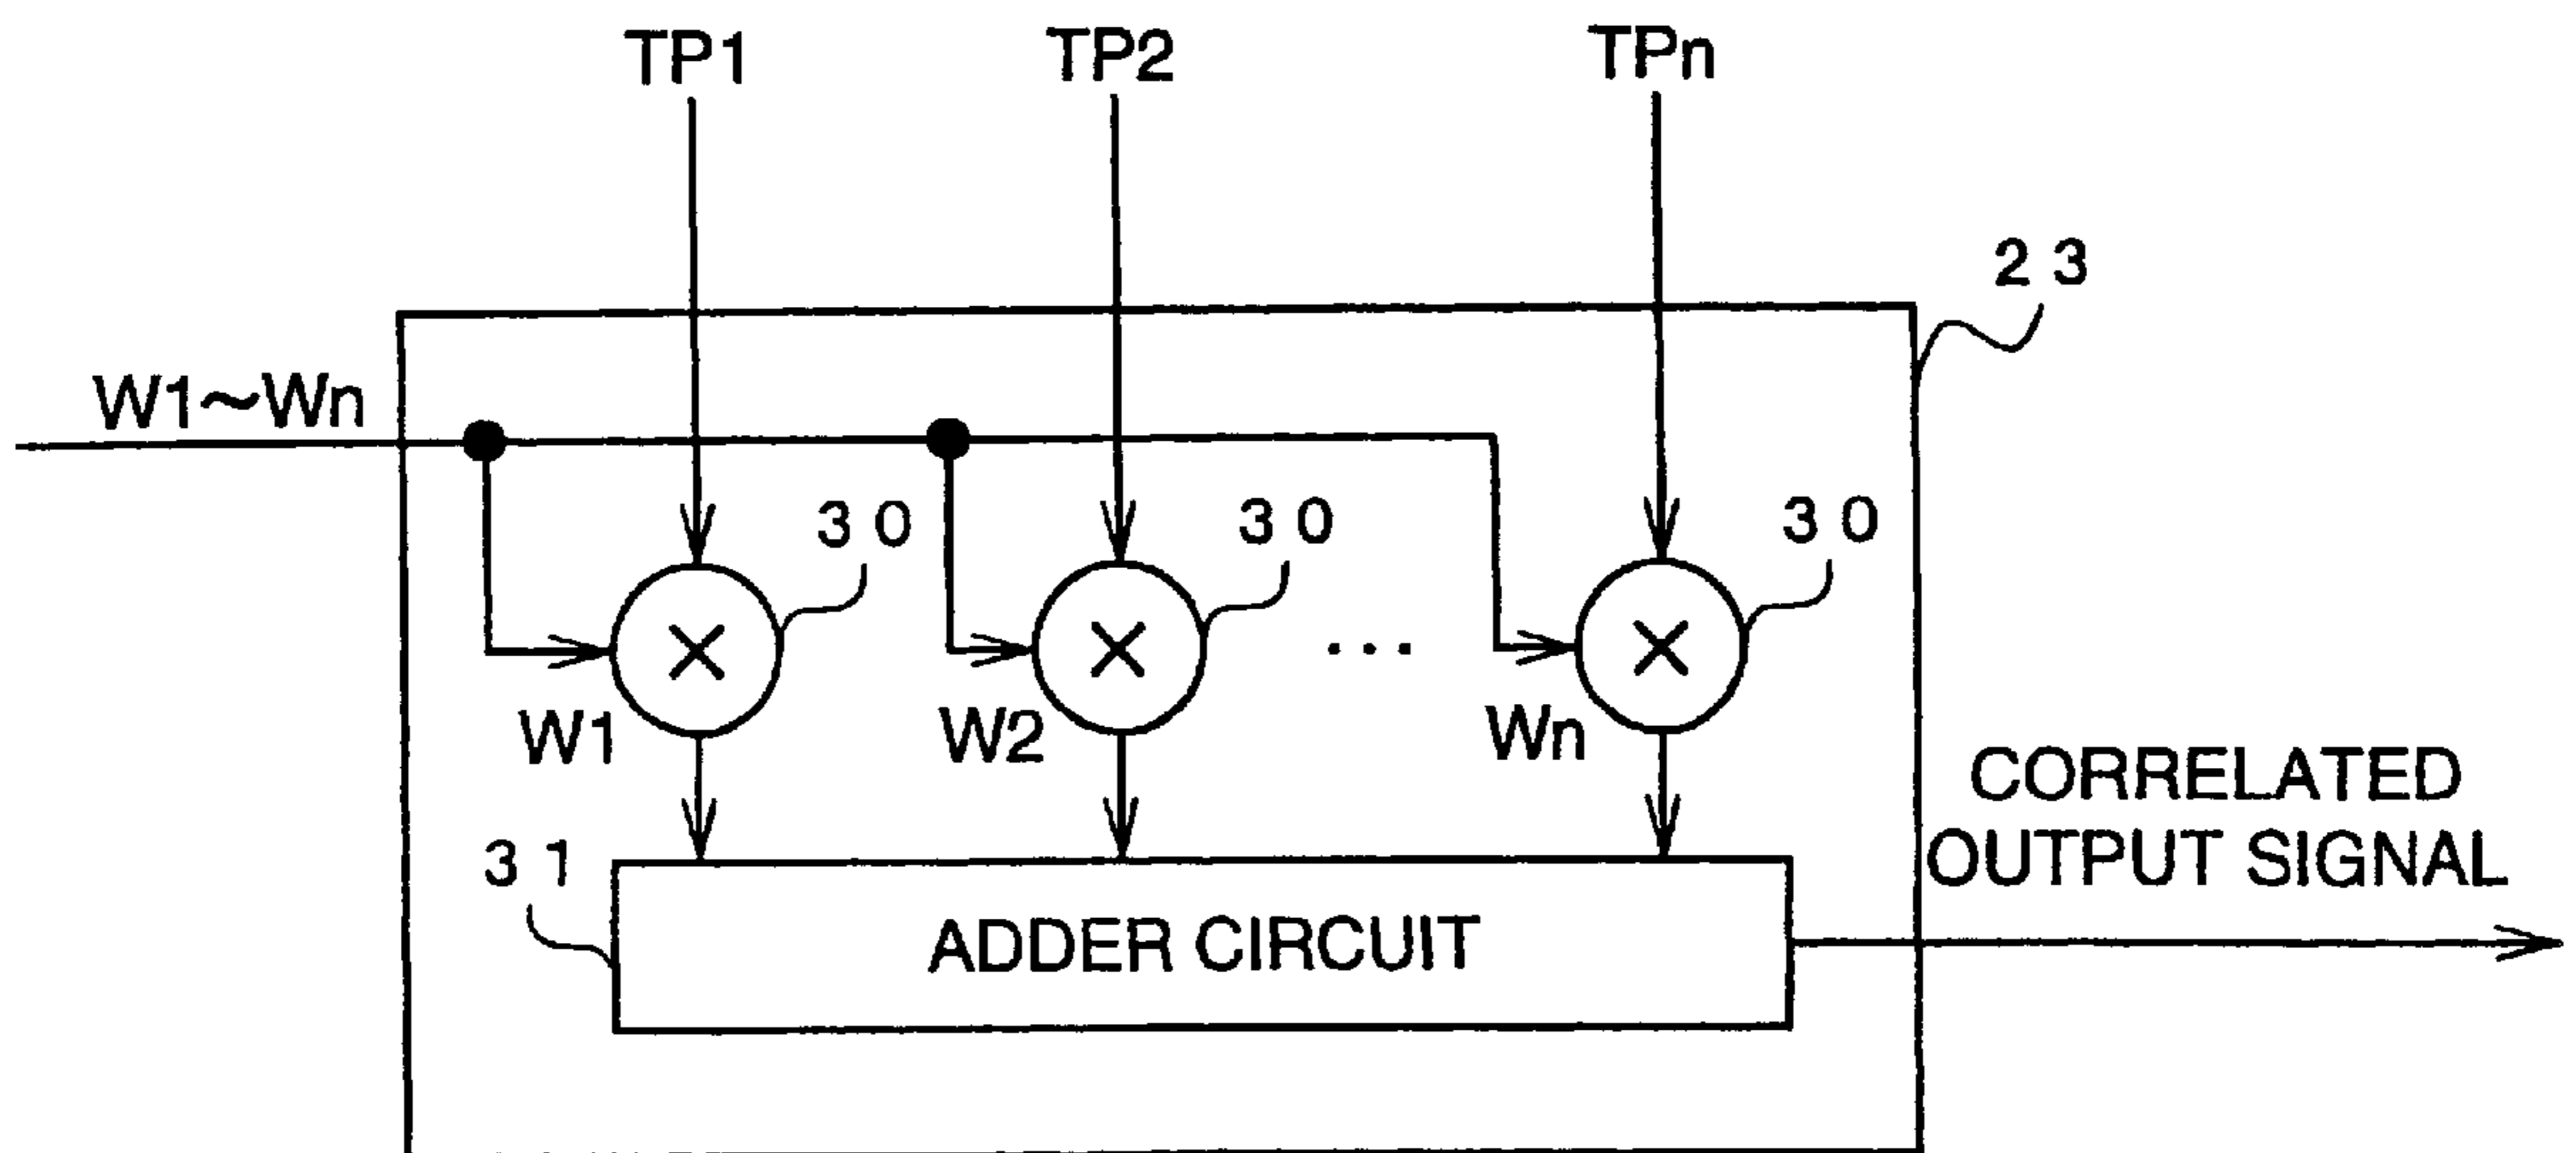 TP1 TP2 TPn
23
W1~Wn
30 30 30
W1 W2 Wn
CORRELATED
OUTPUT SIGNAL
31
ADDER CIRCUIT